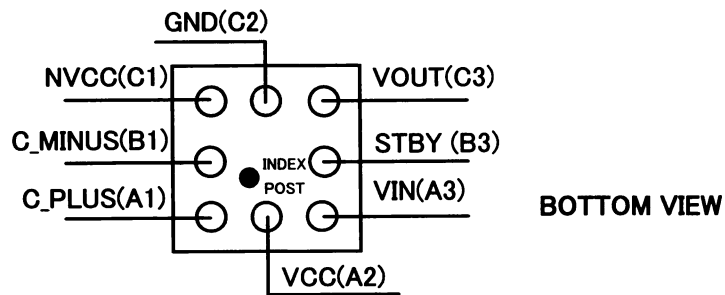 GND(C2)
NVCC(C1)
VOUT(C3)
C_MINUS(B1)
INDEX
POST
STBY (B3)
C_PLUS(A1)
VIN(A3)
BOTTOM VIEW
VCC(A2)